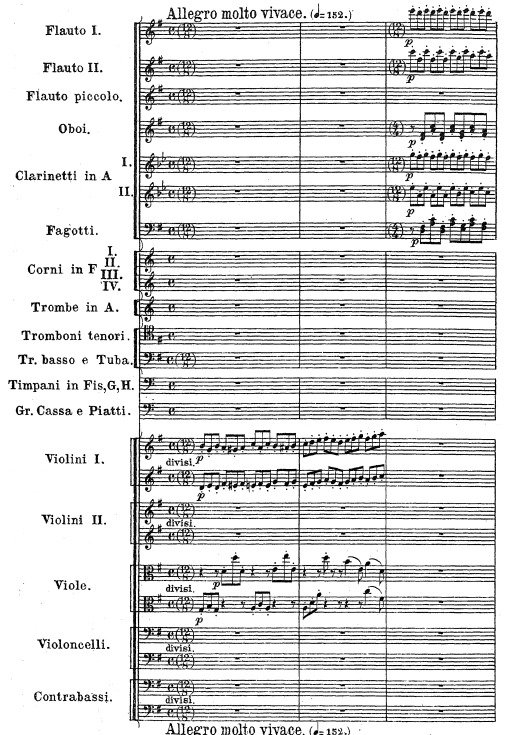 Allegro molto vivace. (♩=152.)
Flauto I.
p
Flauto II.
p
Flauto piccolo.
Oboi.
p
Clarinetti in A
I.
p
II.
p
Fagotti.
p
Corni in F
I.
II.
III.
IV.
Trombe in A.
Tromboni tenori.
Tr. basso e Tuba.
Timpani in Fis,G,H.
Gr. Cassa e Piatti.
Violini I.
divisi.
p
p
Violini II.
divisi.
Viole.
p
divisi.
p
Violoncelli.
divisi.
Contrabassi.
divisi.
Allegro molto vivace. (♩=152.)